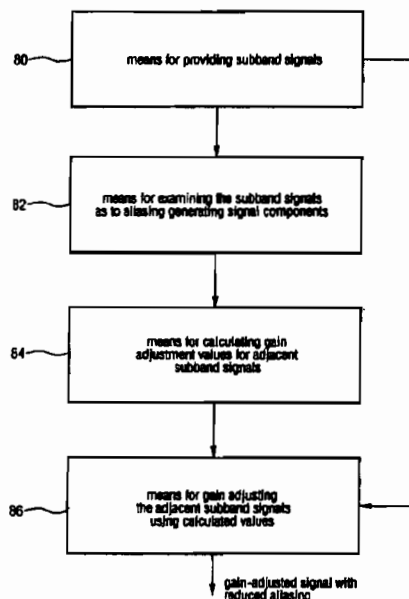 80
means for providing subband signals
82
means for examining the subband signals
as to aliasing generating signal components
84
means for calculating gain
adjustment values for adjacent
subband signals
86
means for gain adjusting
the adjacent subband signals
using calculated values
gain-adjusted signal with
reduced aliasing